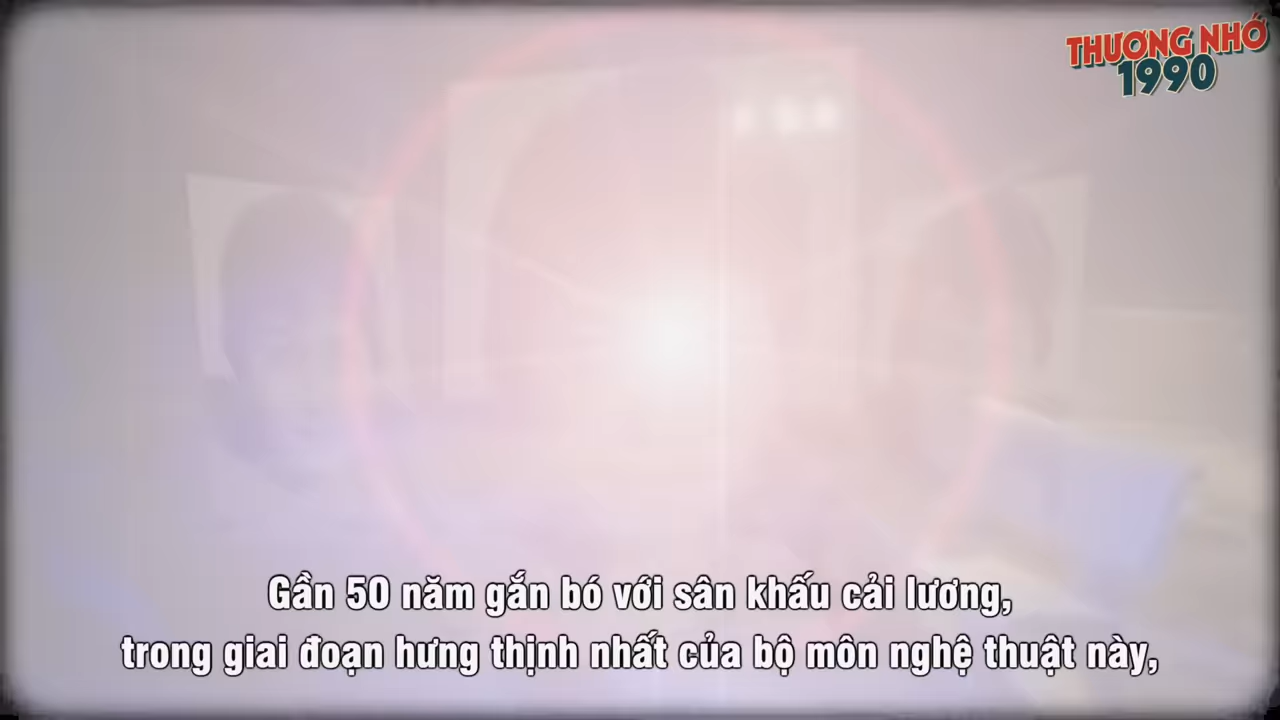 THƯƠNG NHỚ
1990
Gần 50 năm gắn bó với sân khấu cải lương,
trong giai đoạn hưng thịnh nhất của bộ môn nghệ thuật này,